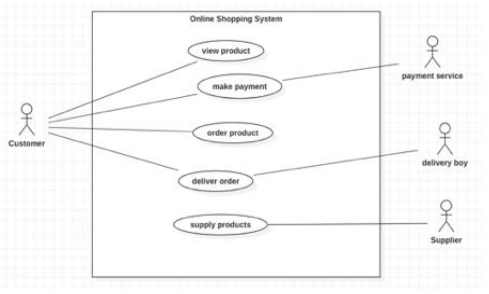 Online Shopping System
view product
make payment
payment service
order product
Customer
delivery boy
deliver order
supply products
Supplier